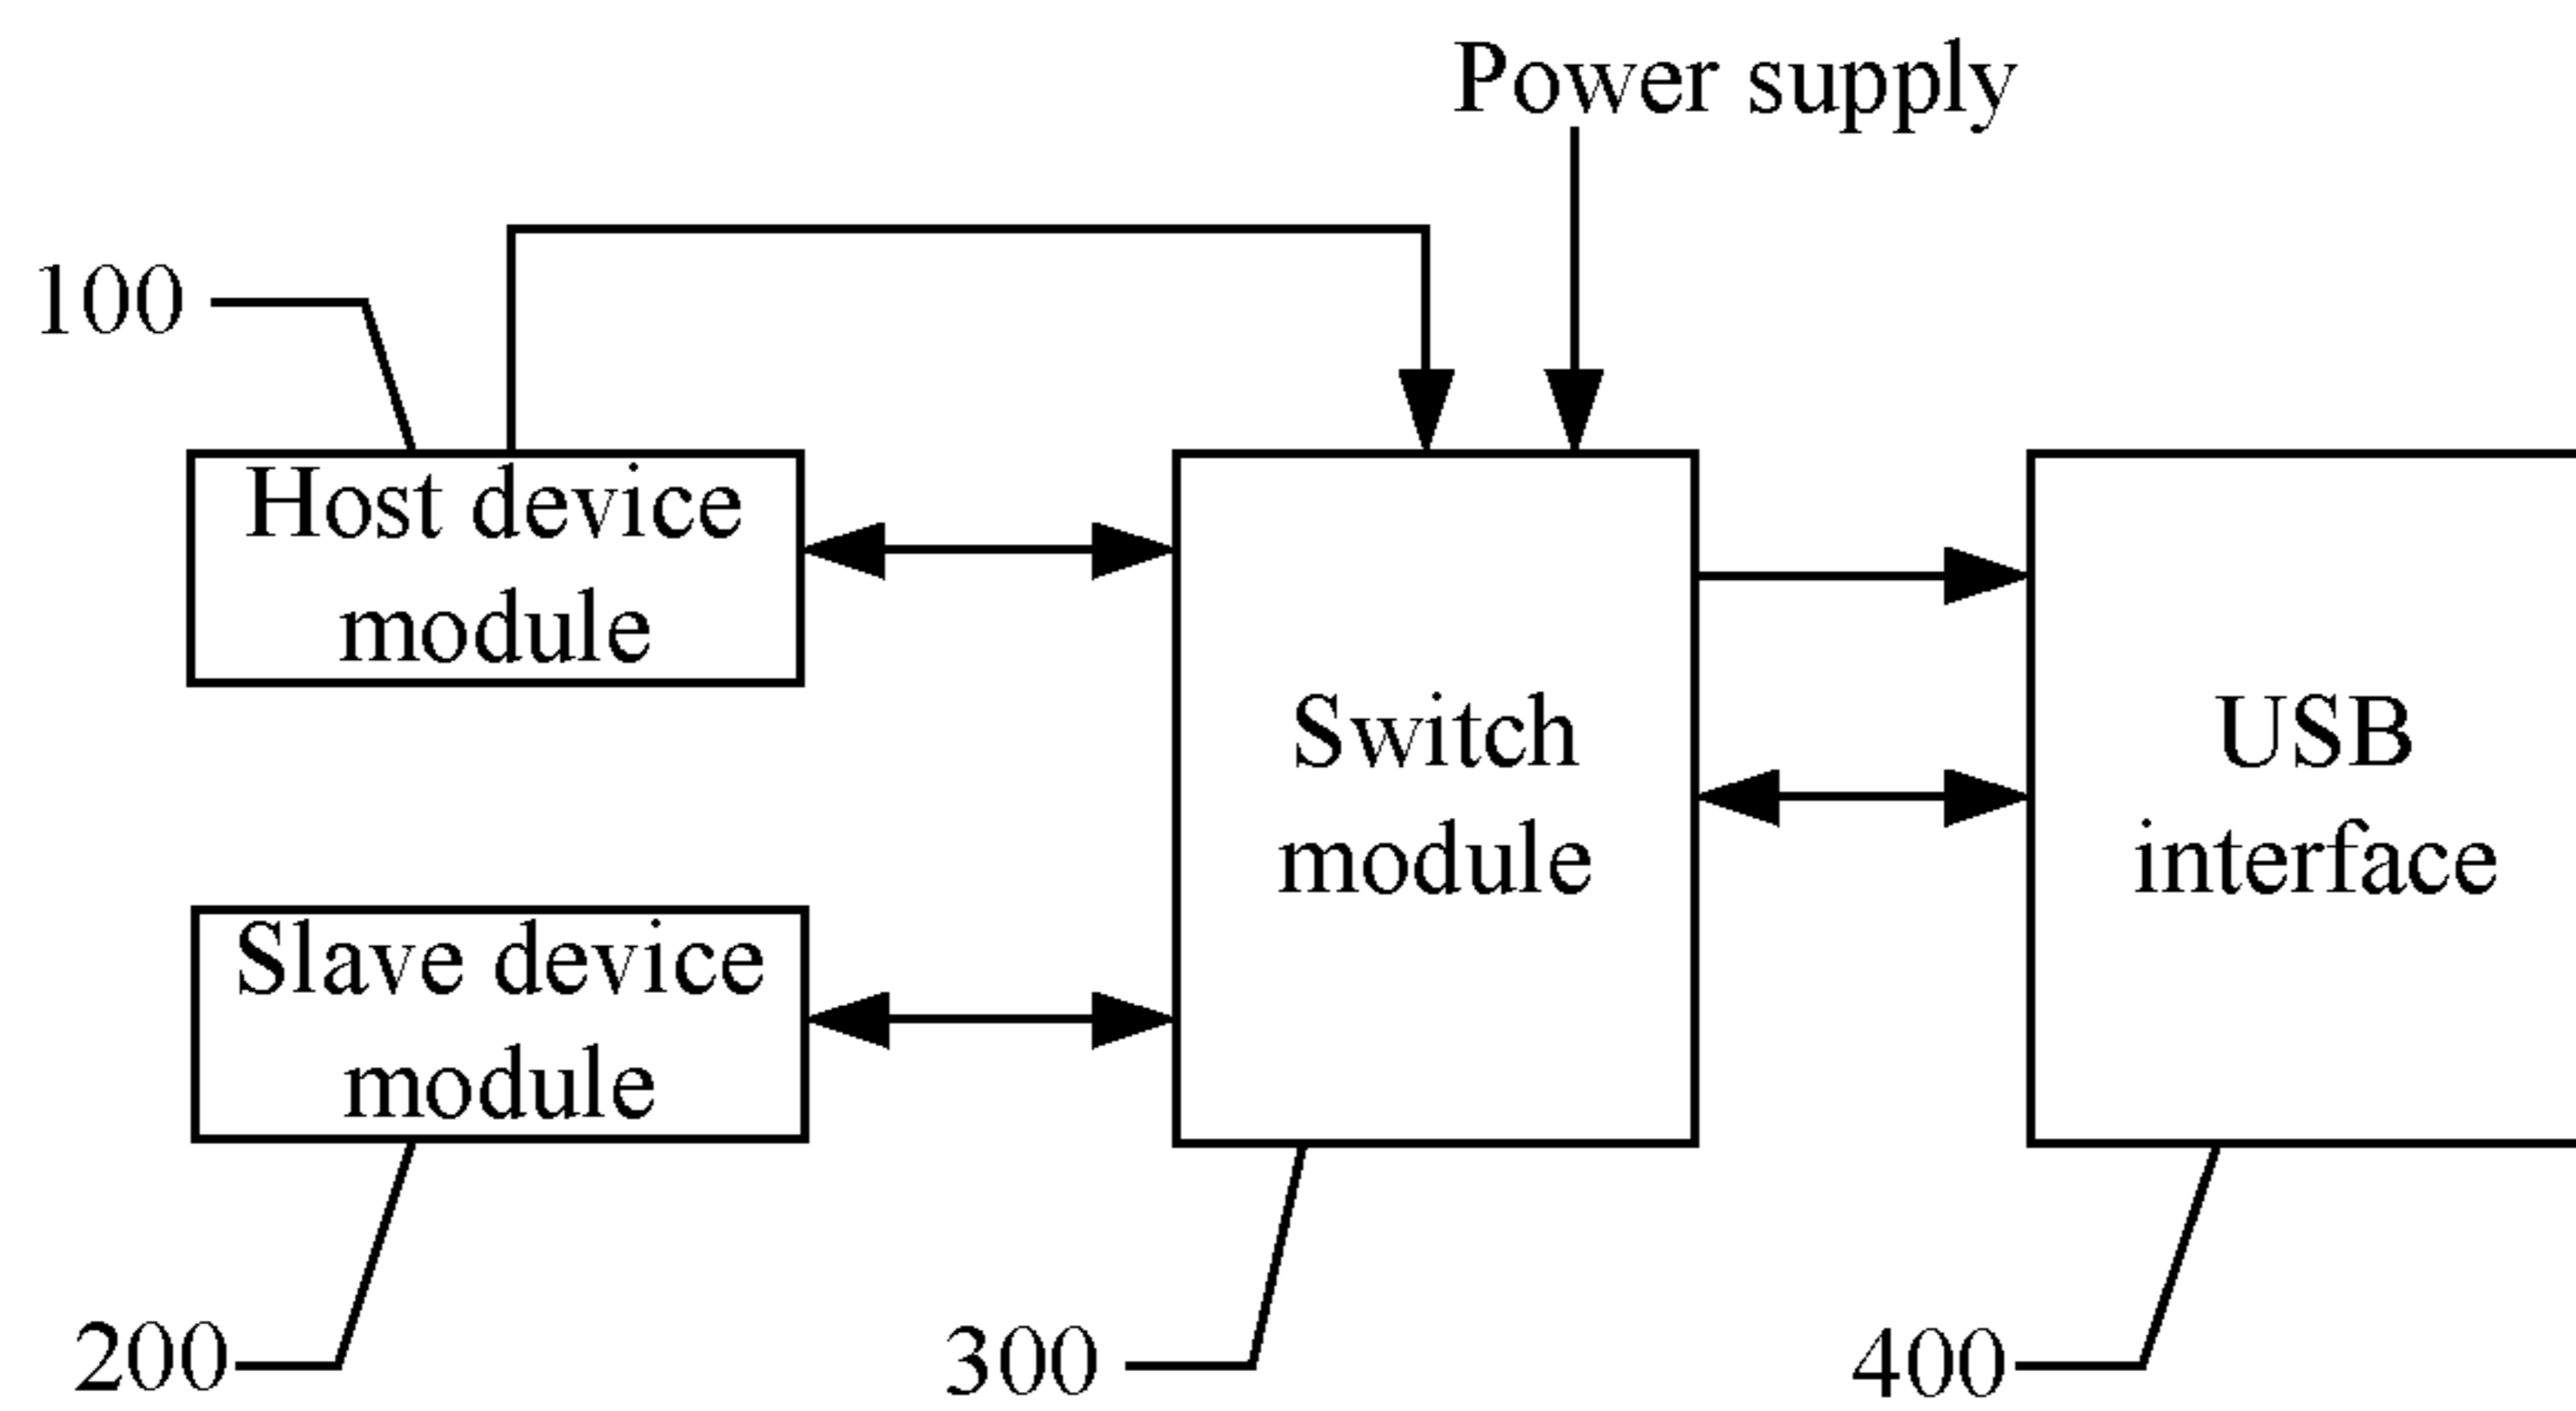 Power supply
100
Host device
module
Switch
module
USB
interface
Slave device
module
200
300
400